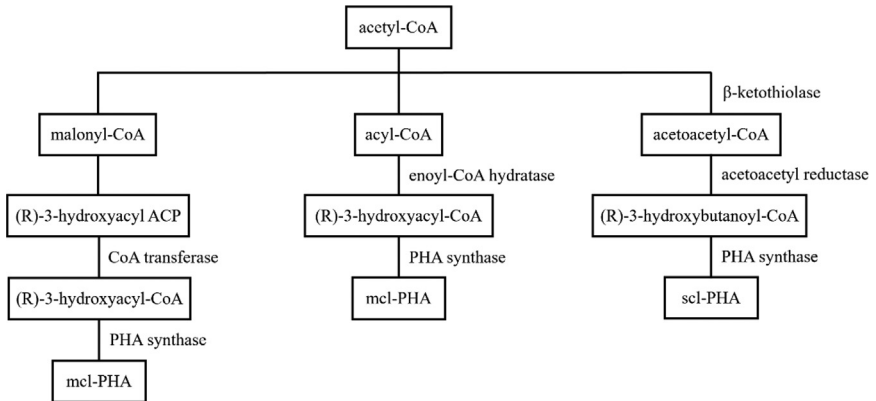 acetyl-CoA
β-ketothiolase
malonyl-CoA
acyl-CoA
acetoacetyl-CoA
enoyl-CoA hydratase
acetoacetyl reductase
(R)-3-hydroxyacyl ACP
(R)-3-hydroxyacyl-CoA
(R)-3-hydroxybutanoyl-CoA
CoA transferase
PHA synthase
PHA synthase
(R)-3-hydroxyacyl-CoA
mcl-PHA
scl-PHA
PHA synthase
mcl-PHA